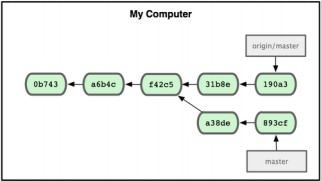 My Computer
origin/master
0b743 a6b4c f42c5 31b8e 190a3
a38de 893cf
master